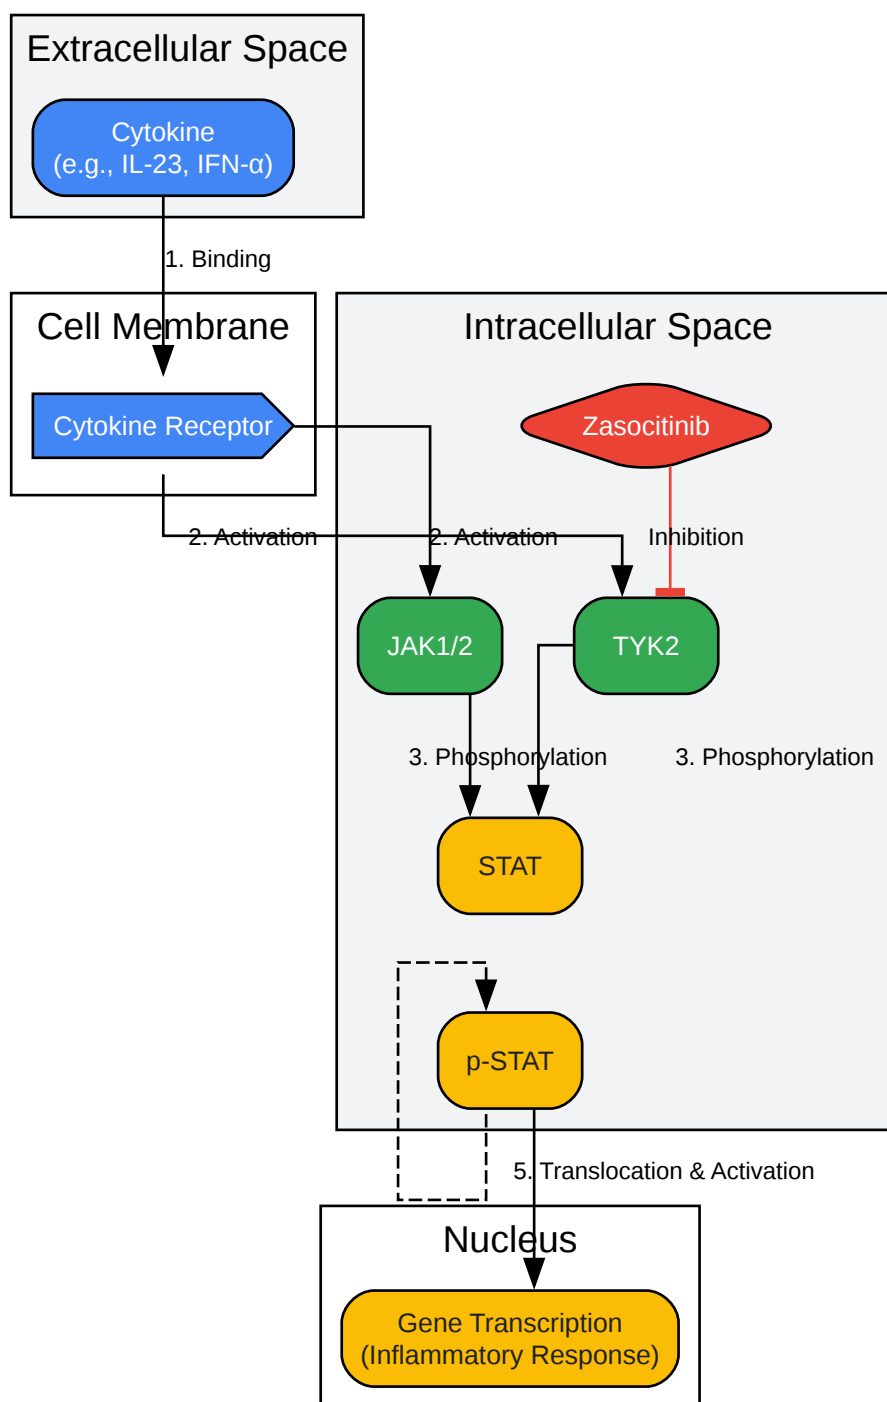 Extracellular Space
Cytokine
(e.g., IL-23, IFN-α)
1. Binding
Cell Membrane
Intracellular Space
Cytokine Receptor
Zasocitinib
2. Activation
2. Activation
Inhibition
JAK1/2
TYK2
3. Phosphorylation
3. Phosphorylation
STAT
p-STAT
5. Translocation & Activation
Nucleus
Gene Transcription
(Inflammatory Response)